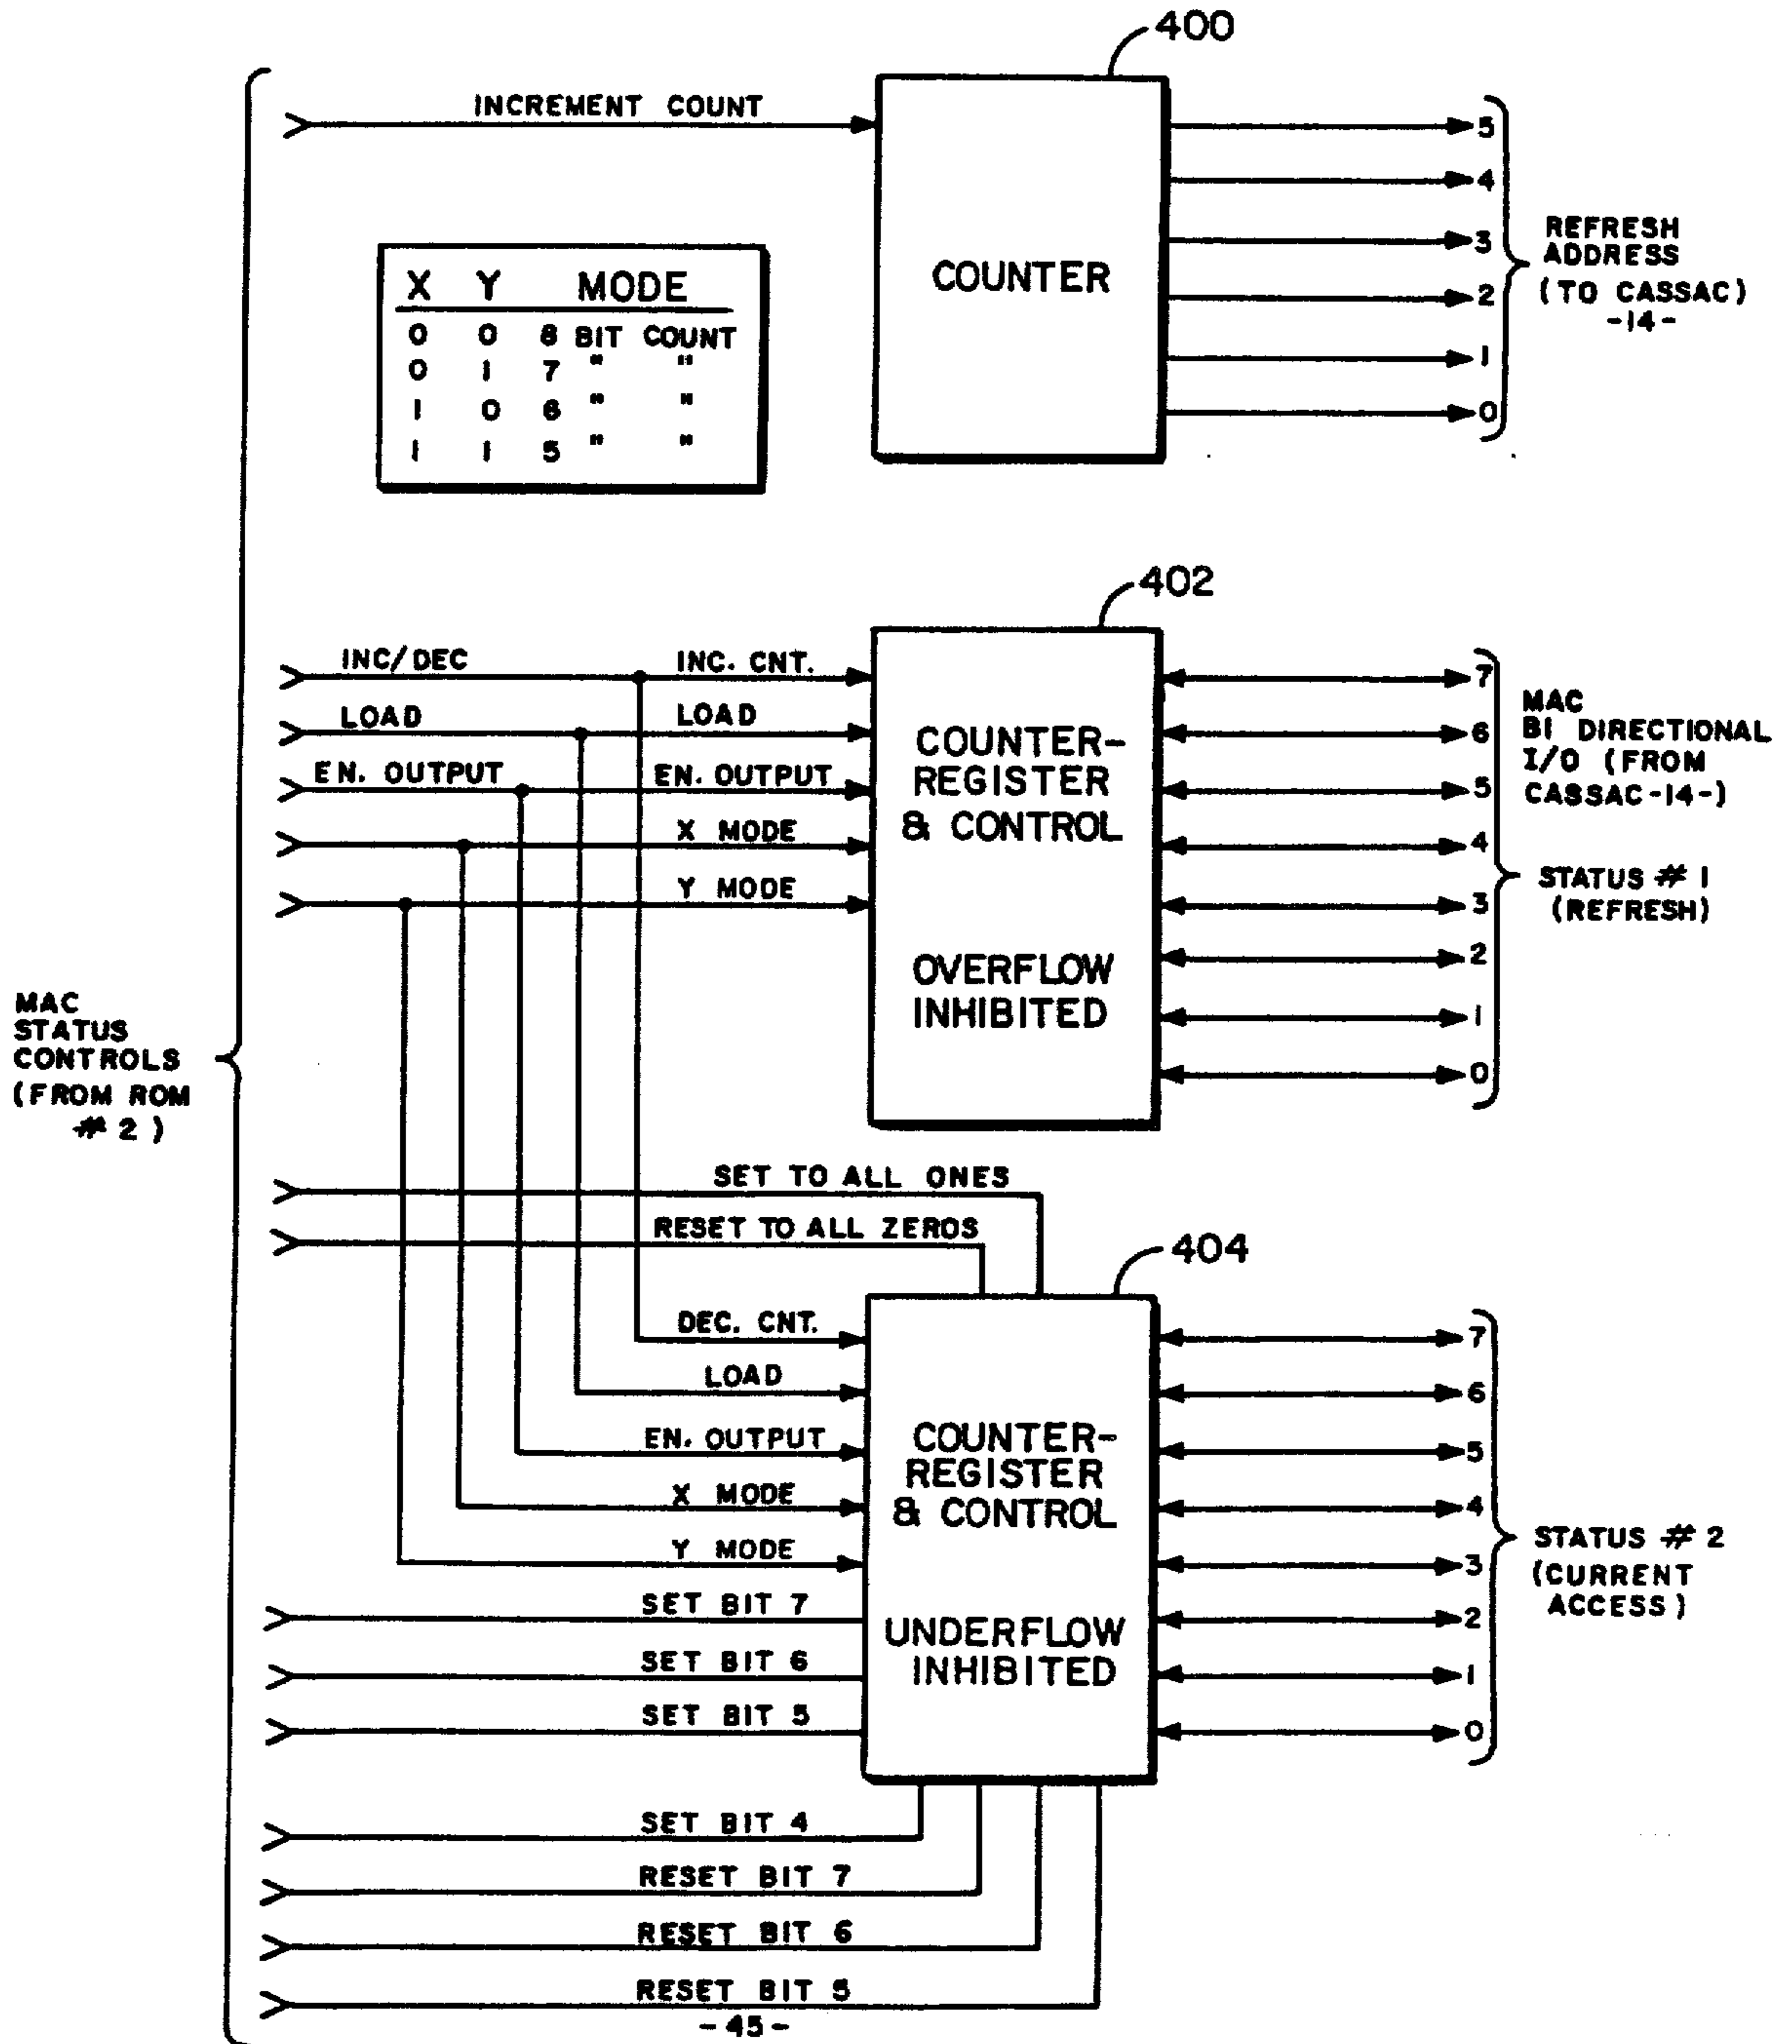 400
INCREMENT COUNT
COUNTER
5
4
3
2
1
0
REFRESH
ADDRESS
(TO CASSAC)
-14-
X Y MODE
0 0 8 BIT COUNT
0 1 7 " "
1 0 6 " "
1 1 5 " "
402
INC/DEC INC. CNT.
LOAD LOAD
EN. OUTPUT EN. OUTPUT
X MODE
Y MODE
COUNTER-
REGISTER
& CONTROL
OVERFLOW
INHIBITED
7
6
5
4
3
2
1
0
MAC
BI DIRECTIONAL
I/O (FROM
CASSAC-14-)
STATUS # 1
(REFRESH)
MAC
STATUS
CONTROLS
(FROM ROM
# 2 )
SET TO ALL ONES
RESET TO ALL ZEROS
404
DEC. CNT.
LOAD
EN. OUTPUT
X MODE
Y MODE
SET BIT 7
SET BIT 6
SET BIT 5
COUNTER-
REGISTER
& CONTROL
UNDERFLOW
INHIBITED
7
6
5
4
3
2
1
0
STATUS # 2
(CURRENT
ACCESS)
SET BIT 4
RESET BIT 7
RESET BIT 6
RESET BIT 5
-45-